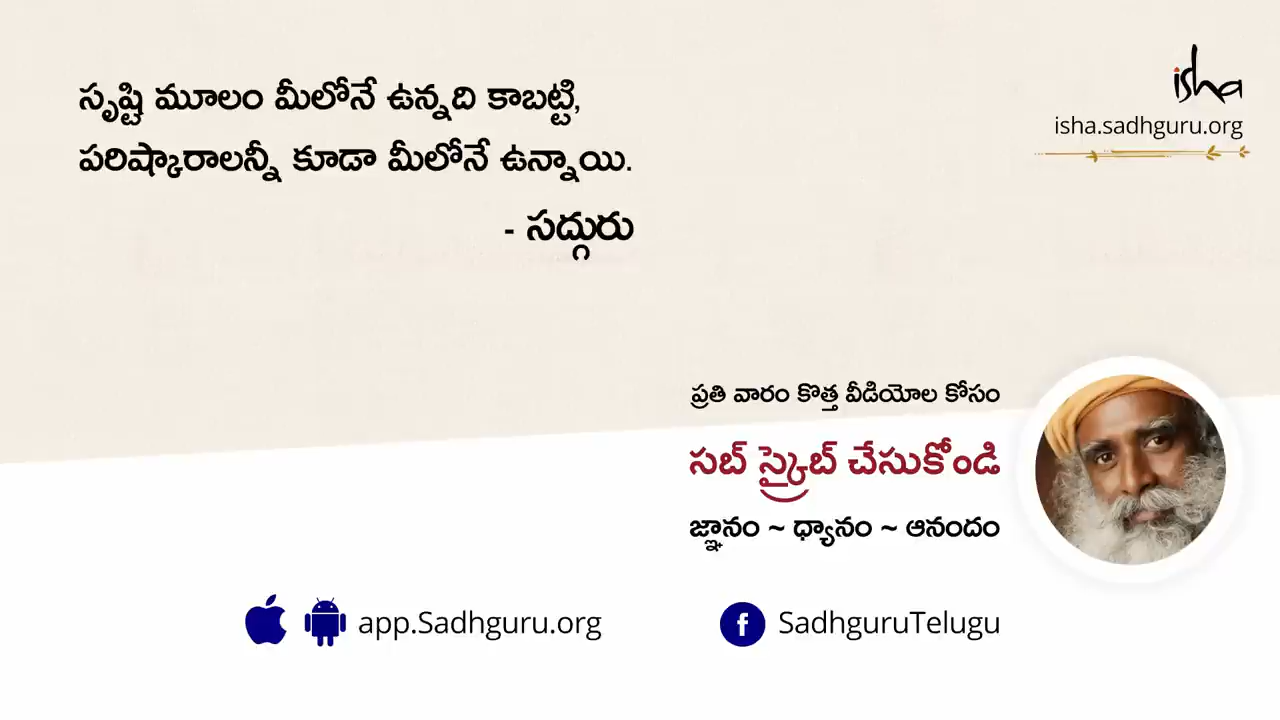 సృష్టి మూలం మీలోనే ఉన్నది కాబట్టి,
పరిష్కారాలన్నీ కూడా మీలోనే ఉన్నాయి.
- సద్గురు
isha
isha.sadhguru.org
ప్రతి వారం కొత్త వీడియోల కోసం
సబ్ స్క్రైబ్ చేసుకోండి
జ్ఞానం ~ ధ్యానం ~ ఆనందం
app.Sadhguru.org
SadhguruTelugu